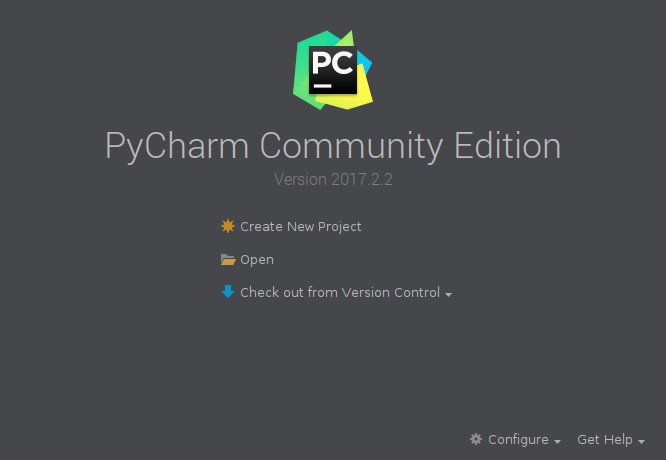 PC
PyCharm Community Edition
Version 2017.2.2
Create New Project
Open
Check out from Version Control
Configure Get Help